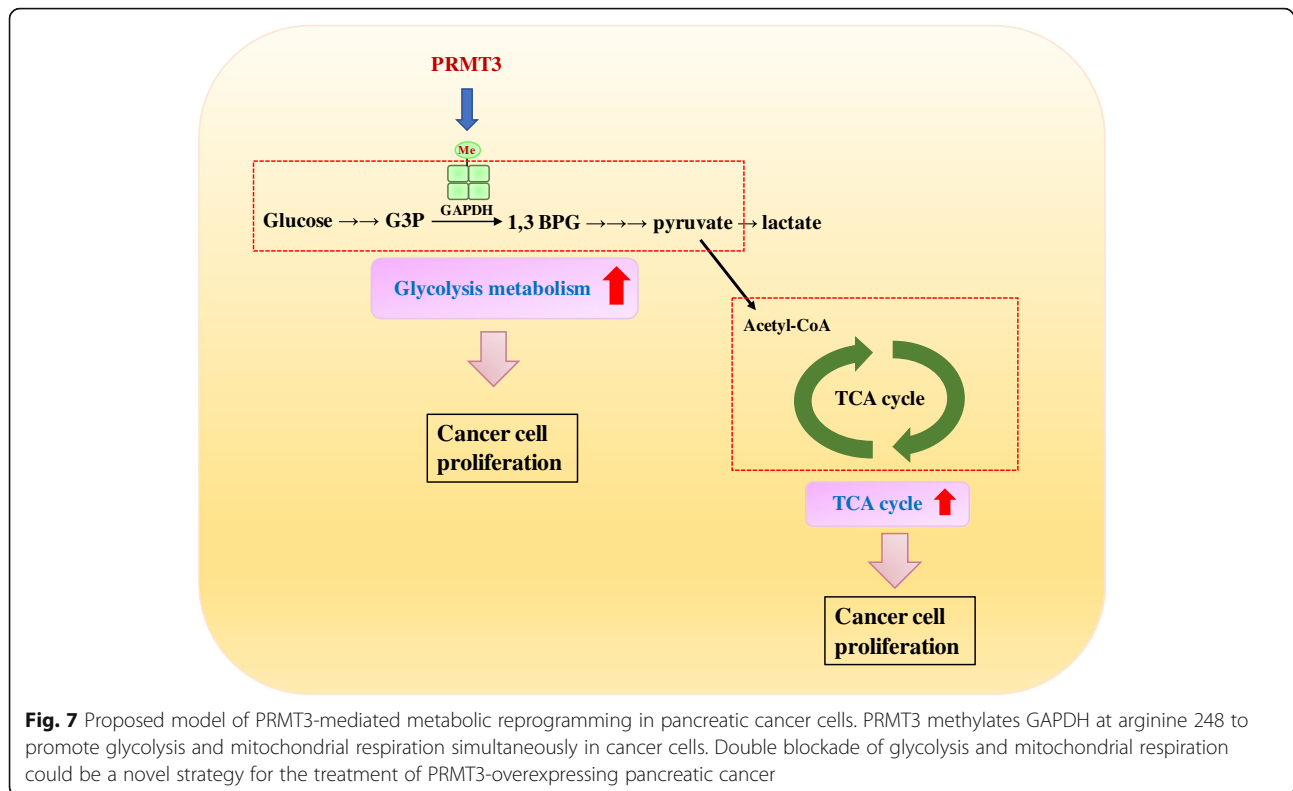 PRMT3
Me
GAPDH
Glucose →→ G3P → 1,3 BPG →→→ pyruvate → lactate
Glycolysis metabolism
Acetyl-CoA
TCA cycle
Cancer cell
proliferation
TCA cycle
Cancer cell
proliferation
Fig. 7 Proposed model of PRMT3-mediated metabolic reprogramming in pancreatic cancer cells. PRMT3 methylates GAPDH at arginine 248 to
promote glycolysis and mitochondrial respiration simultaneously in cancer cells. Double blockade of glycolysis and mitochondrial respiration
could be a novel strategy for the treatment of PRMT3-overexpressing pancreatic cancer